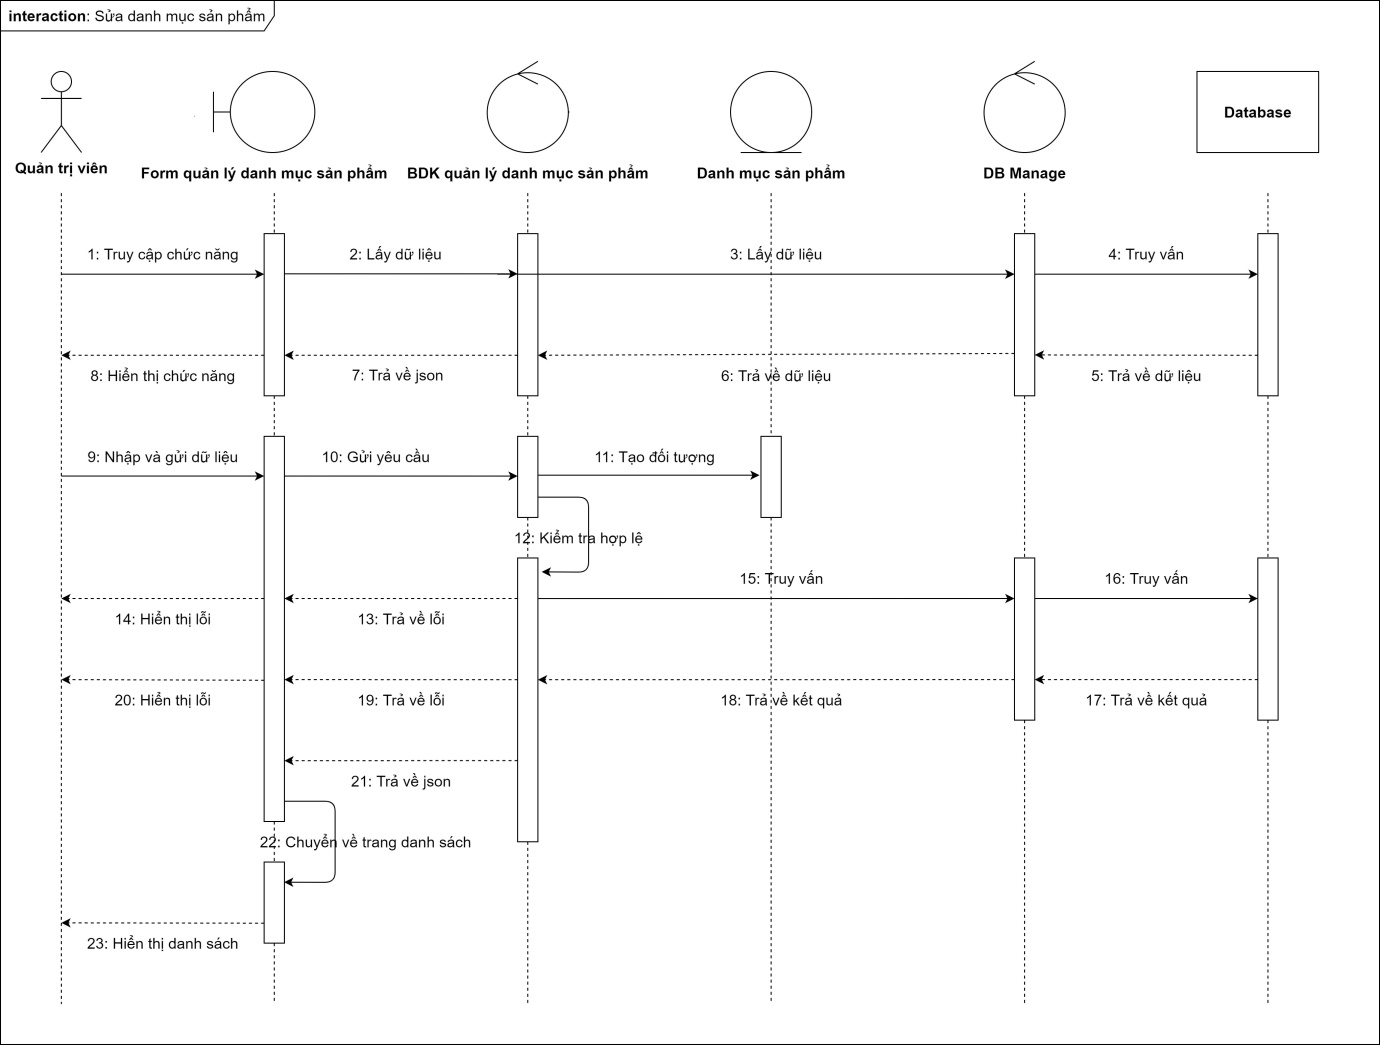 interaction: Sửa danh mục sản phẩm
Quản trị viên
Form quản lý danh mục sản phẩm
BDK quản lý danh mục sản phẩm
Danh mục sản phẩm
DB Manage
Database
1: Truy cập chức năng
2: Lấy dữ liệu
3: Lấy dữ liệu
4: Truy vấn
8: Hiển thị chức năng
7: Trả về json
6: Trả về dữ liệu
5: Trả về dữ liệu
9: Nhập và gửi dữ liệu
10: Gửi yêu cầu
11: Tạo đối tượng
12: Kiểm tra hợp lệ
15: Truy vấn
16: Truy vấn
14: Hiển thị lỗi
13: Trả về lỗi
20: Hiển thị lỗi
19: Trả về lỗi
18: Trả về kết quả
17: Trả về kết quả
21: Trả về json
22: Chuyển về trang danh sách
23: Hiển thị danh sách